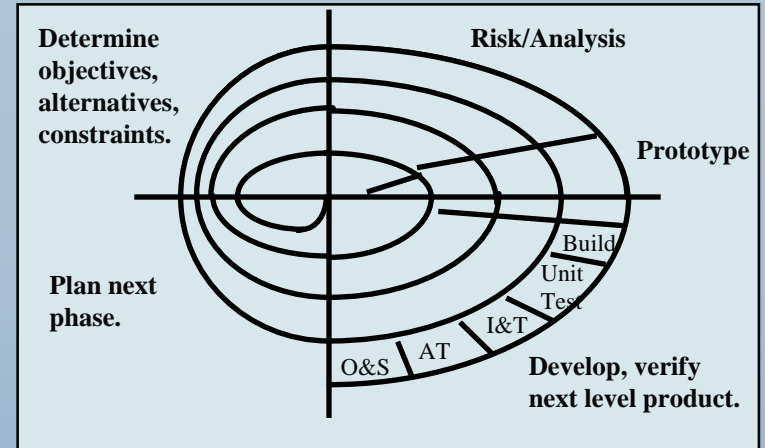 Determine
objectives,
alternatives,
constraints.
Risk/Analysis
Prototype
Plan next
phase.
Build
Unit
Test
I&T
AT
O&S
Develop, verify
next level product.